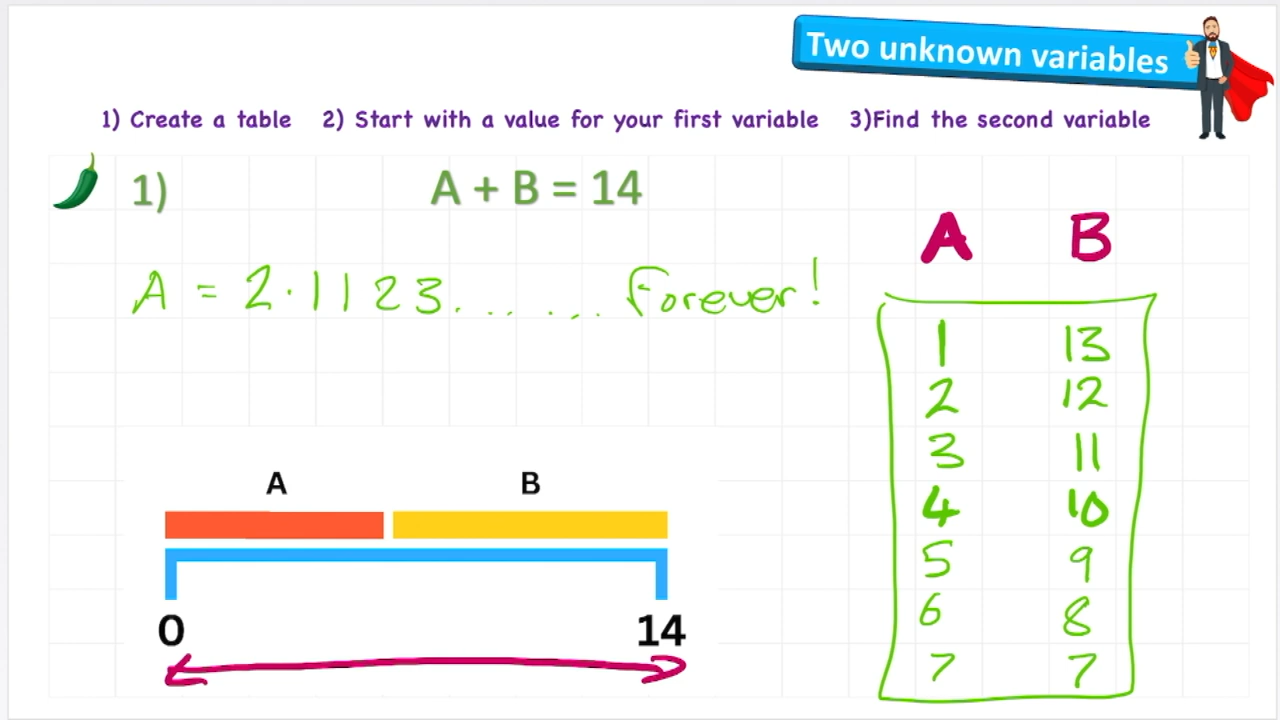 Two unknown variables
1) Create a table 2) Start with a value for your first variable 3)Find the second variable
1) A + B = 14
A = 2.1123......... Forever!
A B
1 13
2 12
3 11
4 10
5 9
6 8
7 7
A B
0 14